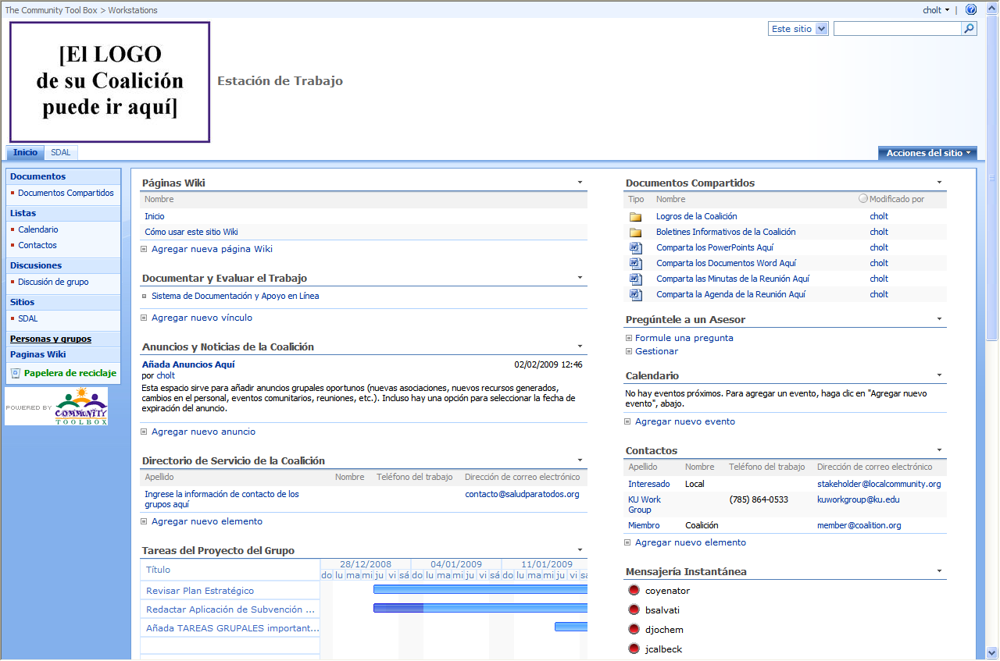 The Community Tool Box > Workstations
cholt
Este sitio
[El LOGO
de su Coalición
puede ir aquí]
Estación de Trabajo
Inicio
SDAL
Acciones del sitio
Documentos
Documentos Compartidos
Listas
Calendario
Contactos
Discusiones
Discusión de grupo
Sitios
SDAL
Personas y grupos
Paginas Wiki
Papelera de reciclaje
POWERED BY
COMMUNITY
TOOLBOX
Páginas Wiki
Nombre
Inicio
Cómo usar este sitio Wiki
Agregar nueva página Wiki
Documentar y Evaluar el Trabajo
Sistema de Documentación y Apoyo en Línea
Agregar nuevo vínculo
Anuncios y Noticias de la Coalición
Añada Anuncios Aquí 02/02/2009 12:46
por cholt
Esta espacio sirve para añadir anuncios grupales oportunos (nuevas asociaciones, nuevos recursos generados,
cambios en el personal, eventos comunitarios, reuniones, etc.). Incluso hay una opción para seleccionar la fecha de
expiración del anuncio.
Agregar nuevo anuncio
Directorio de Servicio de la Coalición
Apellido Nombre Teléfono del trabajo Dirección de correo electrónico
Ingrese la información de contacto de los contacto@saludparatodos.org
grupos aquí
Agregar nuevo elemento
Tareas del Proyecto del Grupo
Título 28/12/2008 04/01/2009 11/01/2009
do lu ma mi ju vi sá do lu ma mi ju vi sá do lu ma mi ju vi sá
Revisar Plan Estratégico
Redactar Aplicación de Subvención ...
Añada TAREAS GRUPALES important...
Documentos Compartidos
Tipo Nombre Modificado por
Logros de la Coalición cholt
Boletines Informativos de la Coalición cholt
Comparta los PowerPoints Aquí cholt
Comparta los Documentos Word Aquí cholt
Comparta las Minutas de la Reunión Aquí cholt
Comparta la Agenda de la Reunión Aquí cholt
Pregúntele a un Asesor
Formule una pregunta
Gestionar
Calendario
No hay eventos próximos. Para agregar un evento, haga clic en "Agregar nuevo
evento", abajo.
Agregar nuevo evento
Contactos
Apellido Nombre Teléfono del trabajo Dirección de correo electrónico
Interesado Local stakeholder@localcommunity.org
KU Work (785) 864-0533 kuworkgroup@ku.edu
Group
Miembro Coalición member@coalition.org
Agregar nuevo elemento
Mensajería Instantánea
coyenator
bsalvati
djochem
jcalbeck